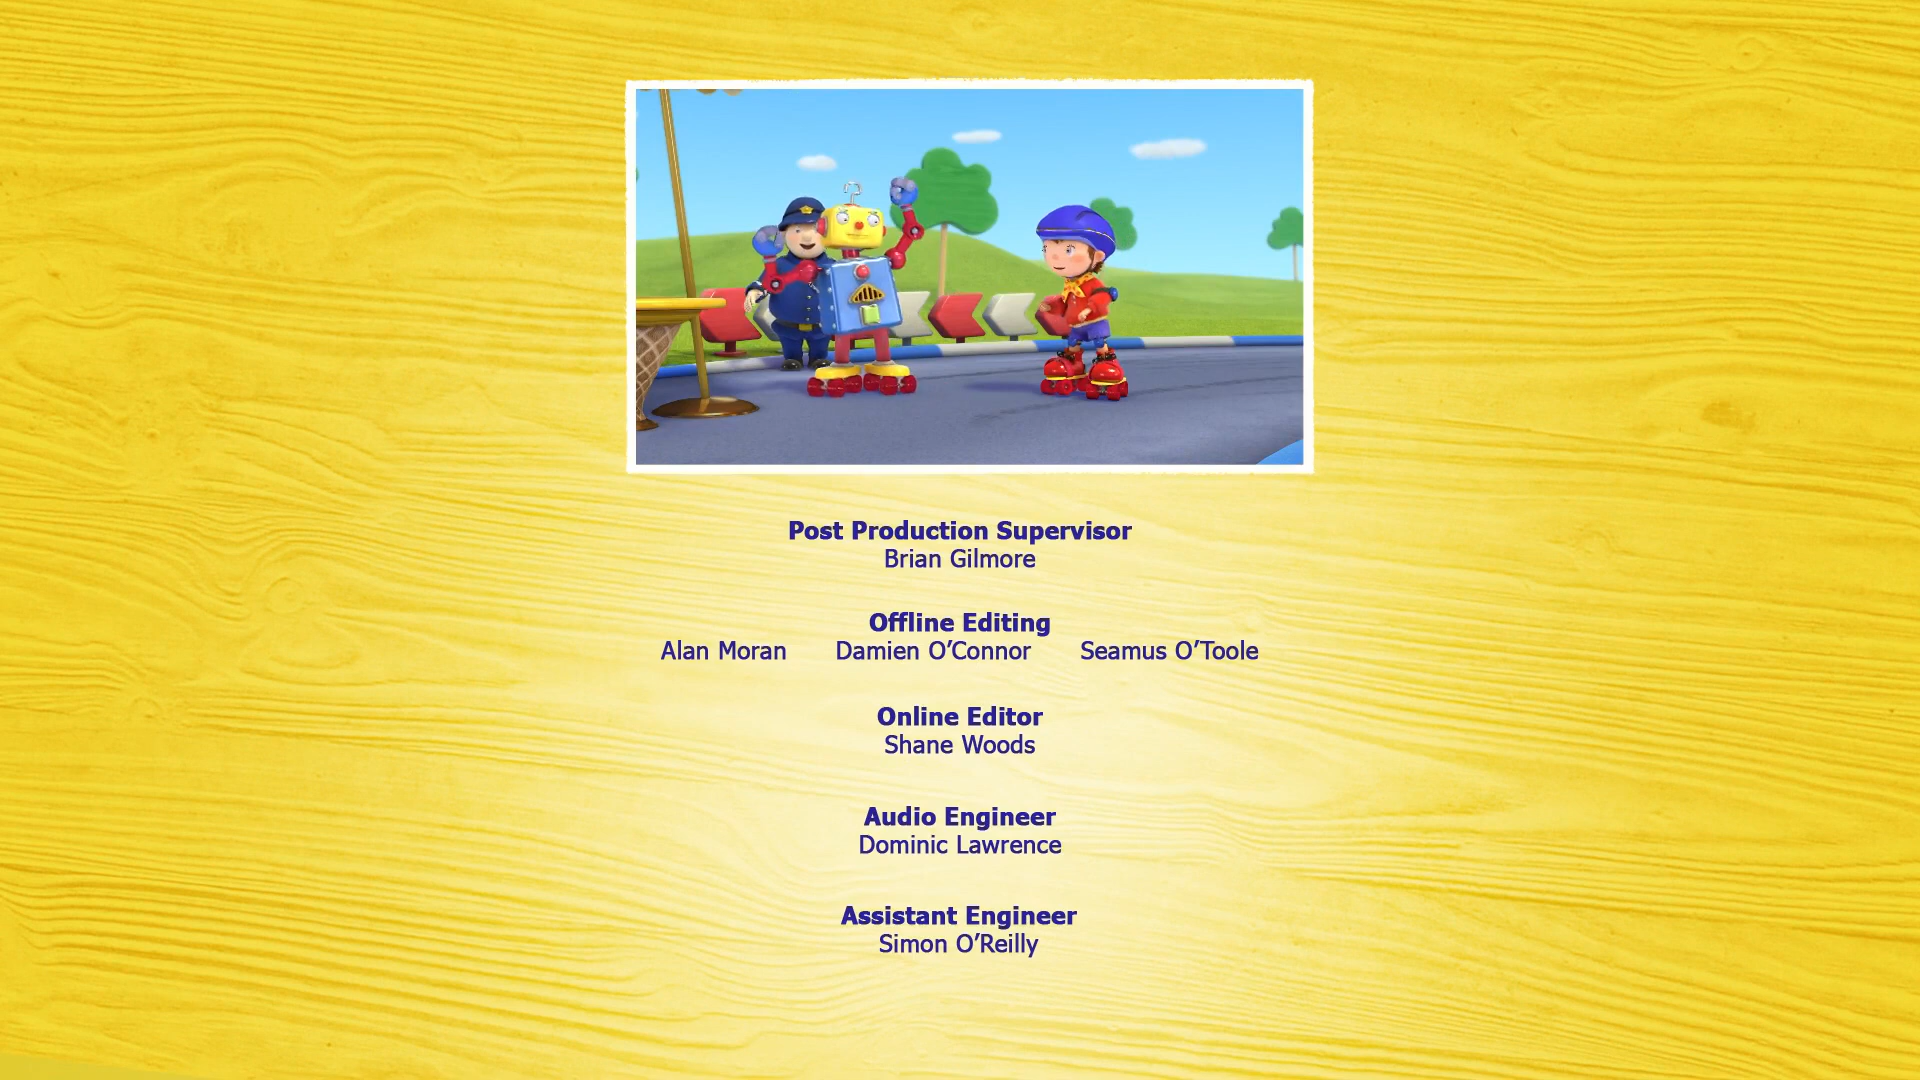 Post Production Supervisor
Brian Gilmore
Offline Editing
Alan Moran Damien O’Connor Seamus O’Toole
Online Editor
Shane Woods
Audio Engineer
Dominic Lawrence
Assistant Engineer
Simon O’Reilly